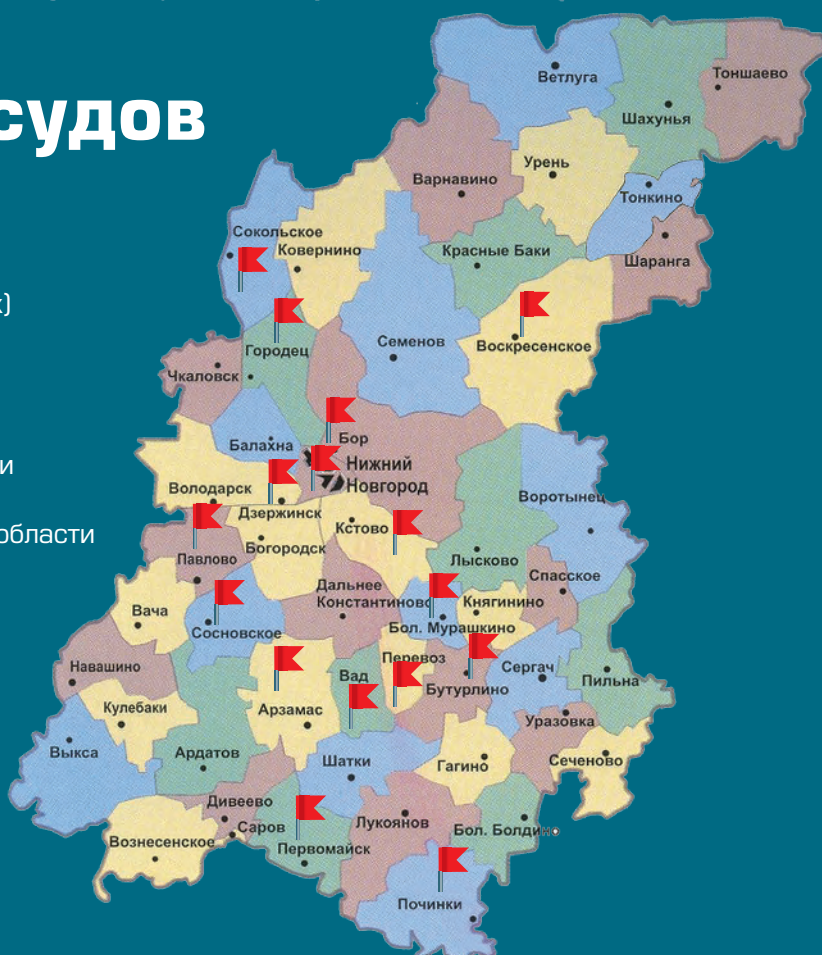 судов
к)
и
области
Ветлуга
Тоншаево
Шахунья
Урень
Варнавино
Тонкино
Сокольское
Ковернино
Красные Баки
Шаранга
Городец
Семенов
Воскресенское
Чкаловск
Балахна
Бор
Нижний
Новгород
Володарск
Дзержинск
Воротынец
Кстово
Богородск
Павлово
Лысково
Спасское
Дальнее
Константиново
Княгинино
Вача
Сосновское
Бол. Мурашкино
Перевоз
Навашино
Вад
Сергач
Пильна
Бутурлино
Кулебаки
Арзамас
Уразовка
Выкса
Ардатов
Шатки
Гагино
Сеченово
Дивеево
Саров
Лукоянов
Бол. Болдино
Вознесенское
Первомайск
Починки